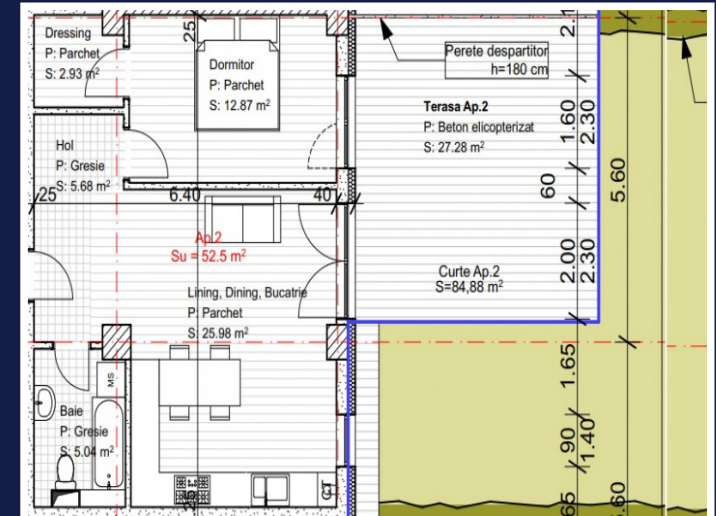 Dressing
P: Parchet
S: 2.93 m²
Dormitor
P: Parchet
S: 12.87 m²
Hol
P: Gresie
S: 5.68 m²
25
25
6.40
40
Ap.2
Su = 52.5 m²
Lining, Dining, Bucatrie
P: Parchet
S: 25.98 m²
MS
Baie
P: Gresie
S: 5.04 m²
25
CT
Perete despartitor
h=180 cm
Terasa Ap.2
P: Beton elicopterizat
S: 27.28 m²
Curte Ap.2
S=84,88 m²
60
1.60
2.30
5.60
2.00
2.30
1.65
90
1.40